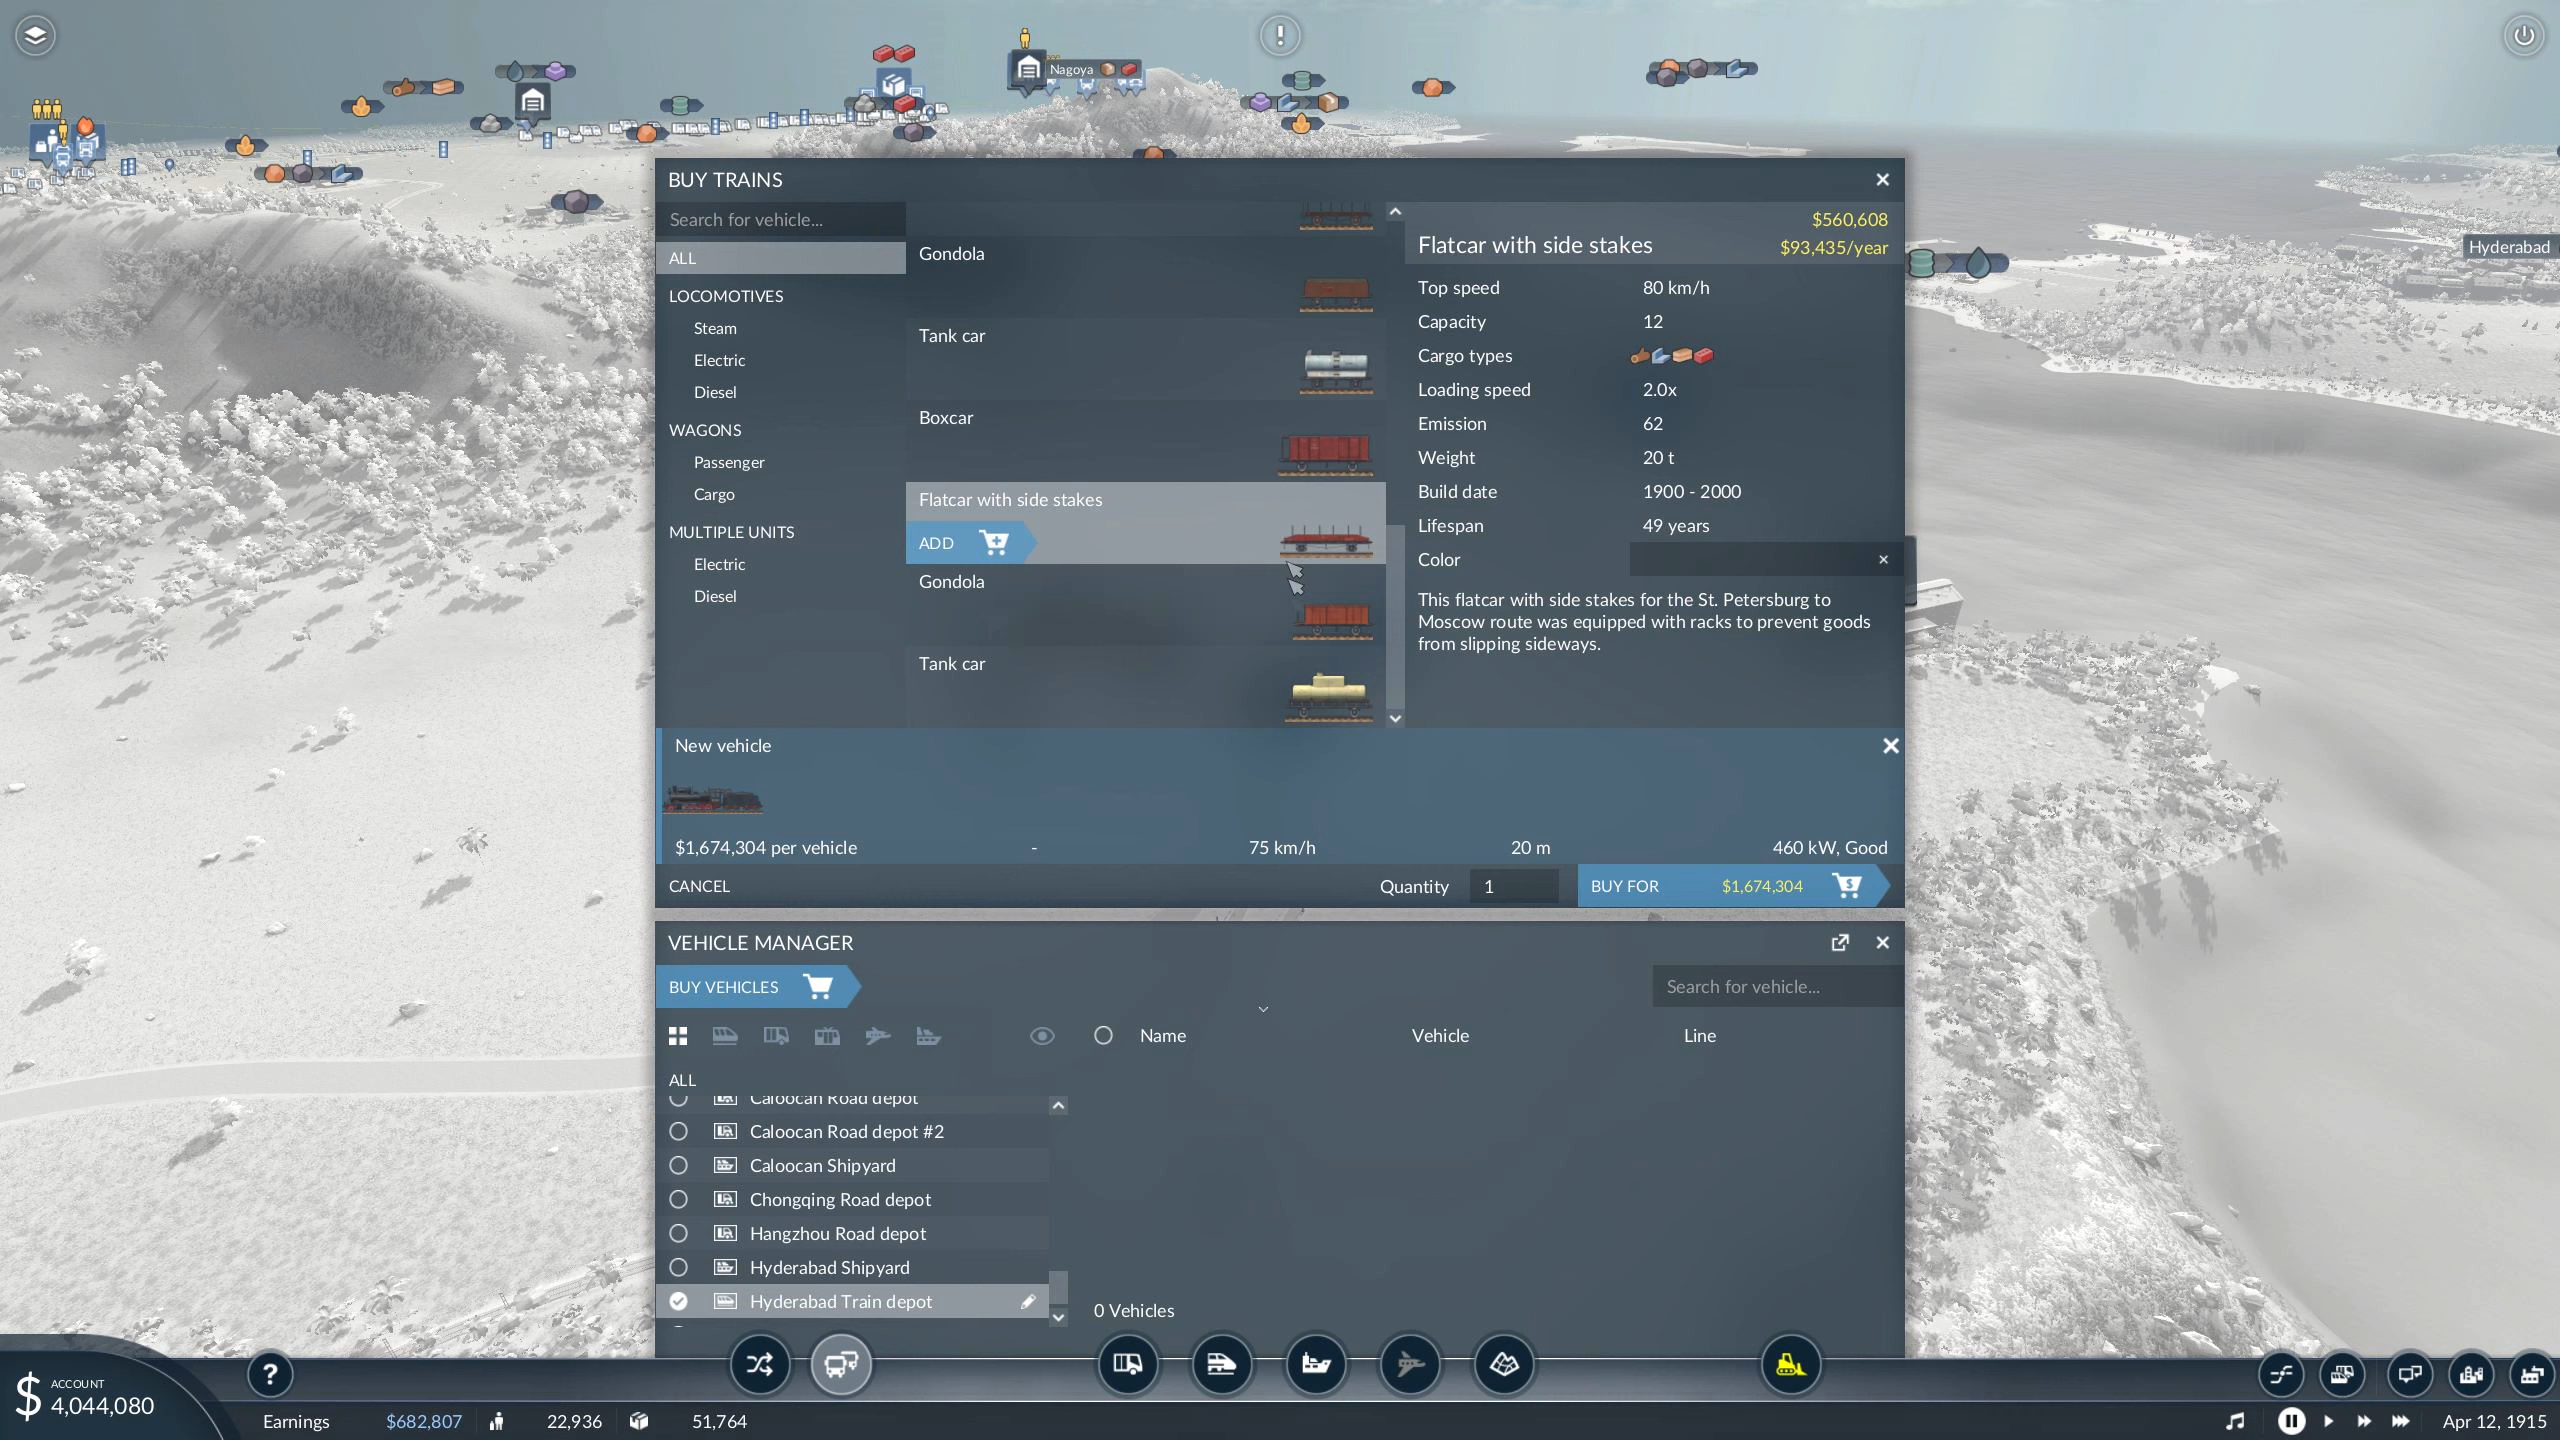 Nagoya
Hyderabad
BUY TRAINS
Search for vehicle...
ALL
LOCOMOTIVES
Steam
Electric
Diesel
WAGONS
Passenger
Cargo
MULTIPLE UNITS
Electric
Diesel
Gondola
Tank car
Boxcar
Flatcar with side stakes
ADD
Gondola
Tank car
$560,608
Flatcar with side stakes
$93,435/year
Top speed 80 km/h
Capacity 12
Cargo types
Loading speed 2.0x
Emission 62
Weight 20 t
Build date 1900 - 2000
Lifespan 49 years
Color
This flatcar with side stakes for the St. Petersburg to
Moscow route was equipped with racks to prevent goods
from slipping sideways.
New vehicle
$1,674,304 per vehicle - 75 km/h 20 m 460 kW, Good
CANCEL Quantity 1 BUY FOR $1,674,304
VEHICLE MANAGER
BUY VEHICLES
Search for vehicle...
Name Vehicle Line
ALL
Caloocan Road depot
Caloocan Road depot #2
Caloocan Shipyard
Chongqing Road depot
Hangzhou Road depot
Hyderabad Shipyard
Hyderabad Train depot
0 Vehicles
?
$ ACCOUNT
4,044,080
Earnings $682,807 22,936 51,764
Apr 12, 1915